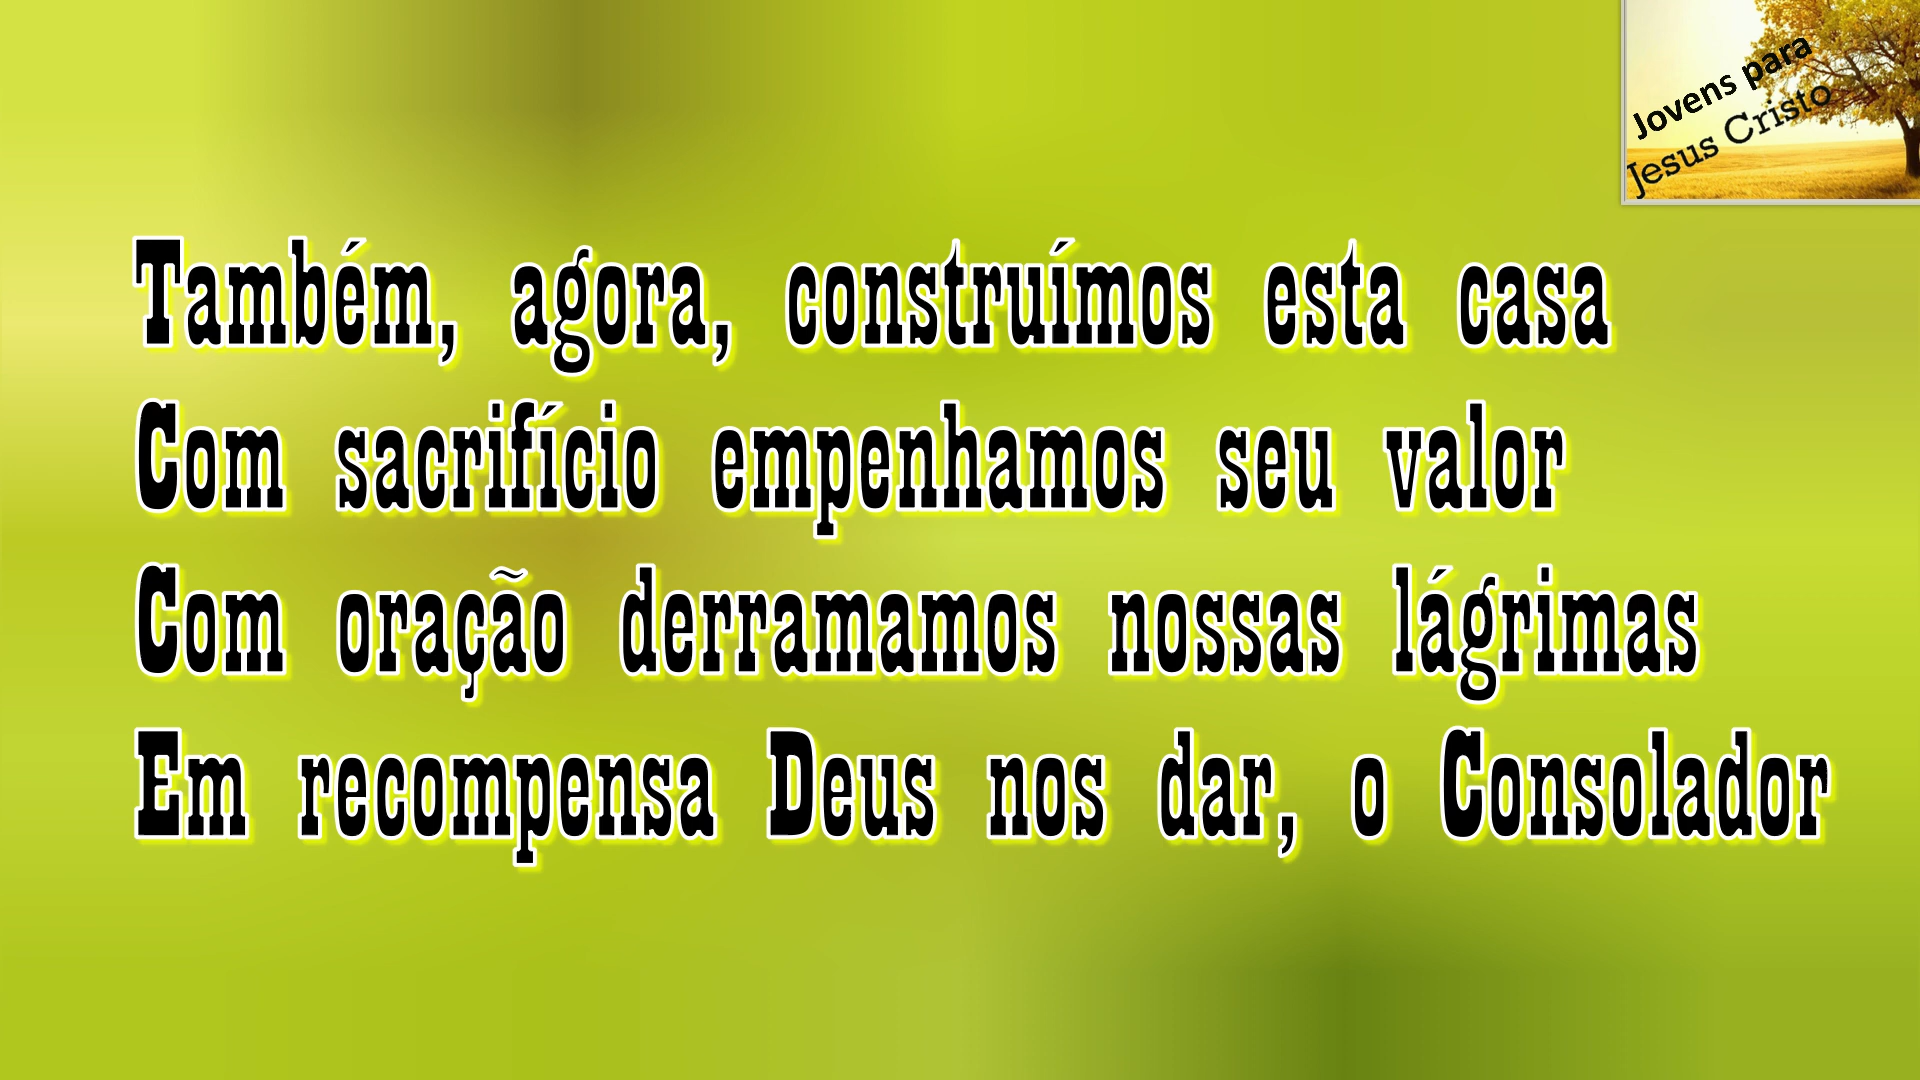 Jovens para
Jesus Cristo
Também, agora, construímos esta casa
Com sacrifício empenhamos seu valor
Com oração derramamos nossas lágrimas
Em recompensa Deus nos dar, o Consolador